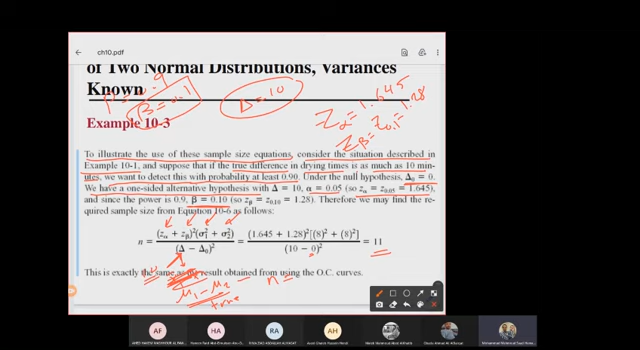 ch10.pdf
of Two Normal Distributions, Variances
Known
P = 0.9
β = 0.1
Δ = 10
Zα = 1.645
Zβ = Z0.1 = 1.28
Example 10-3
To illustrate the use of these sample size equations, consider the situation described in
Example 10-1, and suppose that if the true difference in drying times is as much as 10 min-
utes, we want to detect this with probability at least 0.90. Under the null hypothesis, Δ0 = 0.
We have a one-sided alternative hypothesis with Δ = 10, α = 0.05 (so zα = z0.05 = 1.645),
and since the power is 0.9, β = 0.10 (so zβ = z0.10 = 1.28). Therefore we may find the re-
quired sample size from Equation 10-6 as follows:
n = (zα + zβ)²(σ1² + σ2²) / (Δ − Δ0)² = (1.645 + 1.28)²[(8)² + (8)²] / (10 − 0)² = 11
This is exactly the same as the result obtained from using the O.C. curves.
μ1 − μ2
n =
true
AF
HA
RA
AH